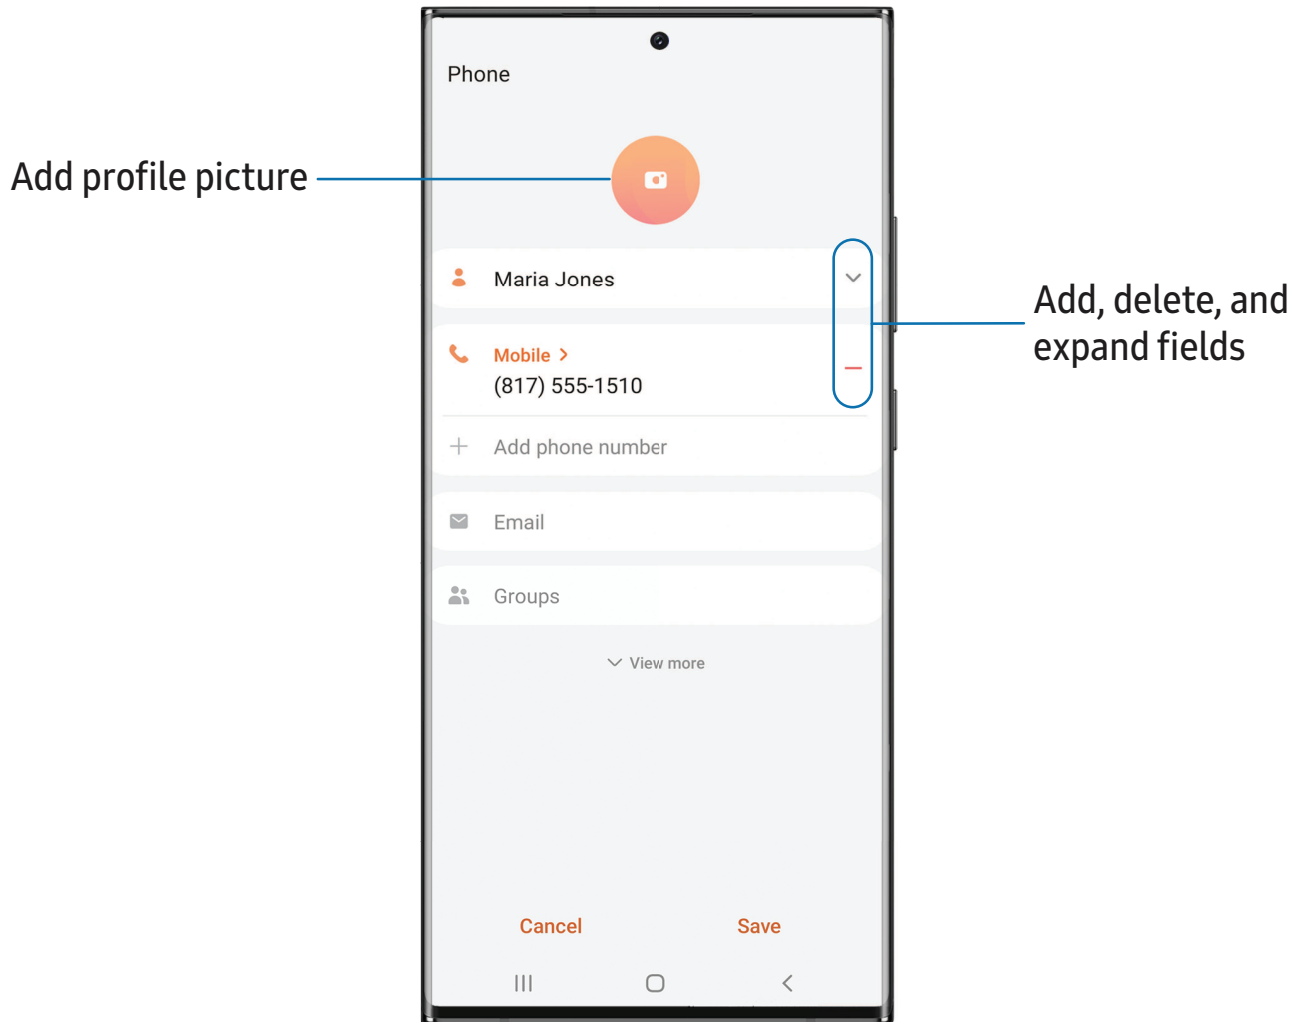 Phone
Add profile picture
Maria Jones
Add, delete, and
expand fields
Mobile >
(817) 555-1510
Add phone number
Email
Groups
View more
Cancel
Save